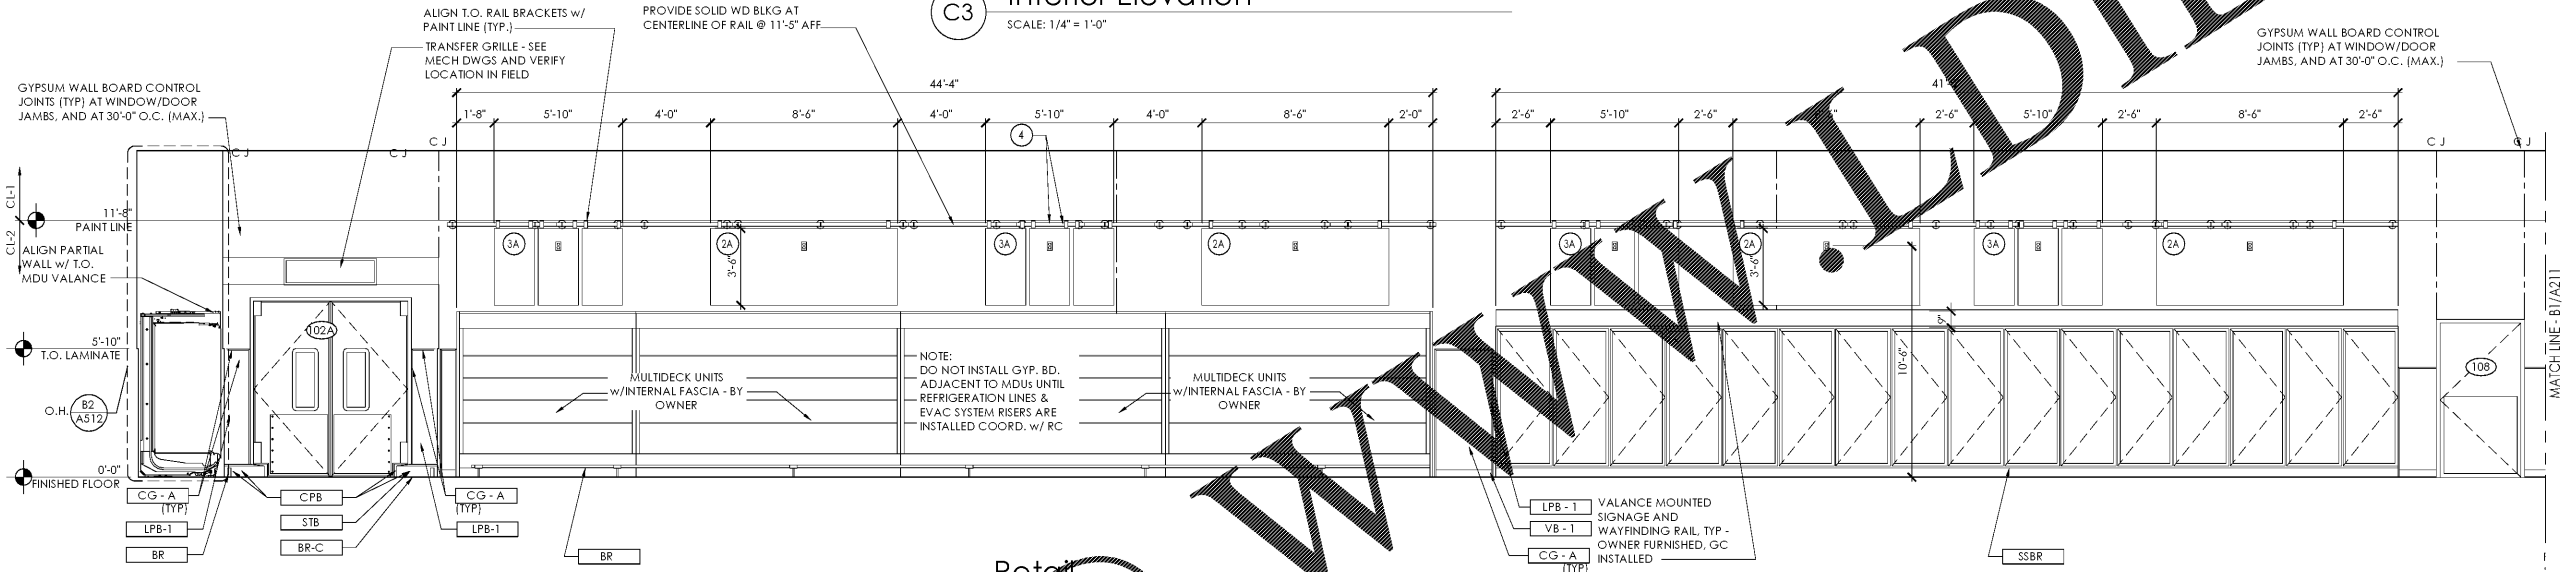 Interior Elevation
C3
SCALE: 1/4" = 1'-0"
ALIGN T.O. RAIL BRACKETS w/
PAINT LINE (TYP.)
PROVIDE SOLID WD BLKG AT
CENTERLINE OF RAIL @ 11'-5" AFF
TRANSFER GRILLE - SEE
MECH DWGS AND VERIFY
LOCATION IN FIELD
GYPSUM WALL BOARD CONTROL
JOINTS (TYP) AT WINDOW/DOOR
JAMBS, AND AT 30'-0" O.C. (MAX.)
GYPSUM WALL BOARD CONTROL
JOINTS (TYP) AT WINDOW/DOOR
JAMBS, AND AT 30'-0" O.C. (MAX.)
44'-4"
1'-8" 5'-10" 4'-0" 8'-6" 4'-0" 5'-10" 4'-0" 8'-6" 2'-0"
2'-6" 5'-10" 2'-6" 2'-6" 5'-10" 2'-6" 8'-6" 2'-6"
4
C J C J C J
C J C J
CL-1
11'-8"
PAINT LINE
CL-2
ALIGN PARTIAL
WALL w/ T.O.
MDU VALANCE
3A 2A 3A 2A 3A 2A 3A 2A
3'-6" 3'-6"
9"
10'-6"
102A
108
5'-10"
T.O. LAMINATE
O.H.
B2
A512
0'-0"
FINISHED FLOOR
MULTIDECK UNITS
w/INTERNAL FASCIA - BY
OWNER
NOTE:
DO NOT INSTALL GYP. BD.
ADJACENT TO MDUs UNTIL
REFRIGERATION LINES &
EVAC SYSTEM RISERS ARE
INSTALLED COORD. w/ RC
MULTIDECK UNITS
w/INTERNAL FASCIA - BY
OWNER
MATCH LINE - B1/A211
CG - A
(TYP)
LPB-1
BR
CPB
STB
BR-C
CG - A
(TYP)
LPB-1
BR
LPB - 1
VB - 1
CG - A
(TYP)
VALANCE MOUNTED
SIGNAGE AND
WAYFINDING RAIL, TYP -
OWNER FURNISHED, GC
INSTALLED
SSBR
Retail
WWW.LD